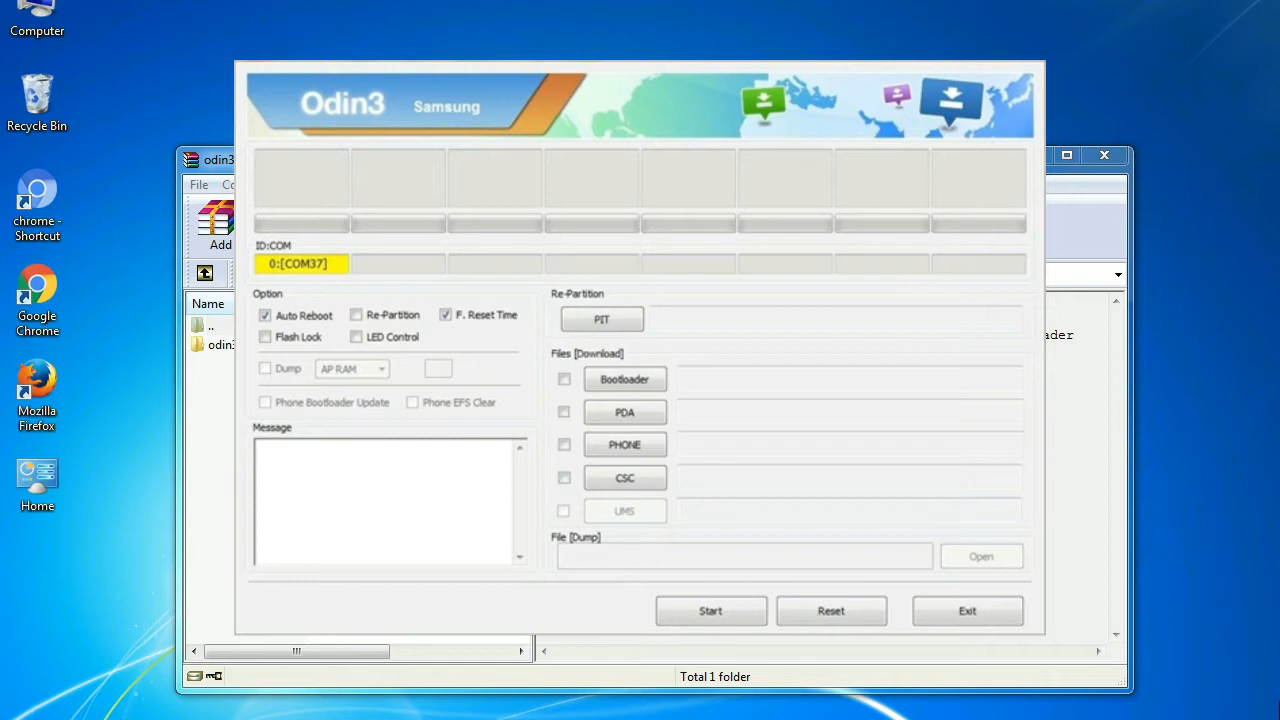 Computer
Recycle Bin
chrome -
Shortcut
Google
Chrome
Mozilla
Firefox
Home
odin3
File Co
Add
Name
..
odin3
ader
Total 1 folder
Odin3 Samsung
ID:COM
0:[COM37]
Option
Auto Reboot Re-Partition F. Reset Time
Flash Lock LED Control
Dump AP RAM
Phone Bootloader Update Phone EFS Clear
Message
Re-Partition
PIT
Files [Download]
Bootloader
PDA
PHONE
CSC
UMS
File [Dump]
Open
Start Reset Exit